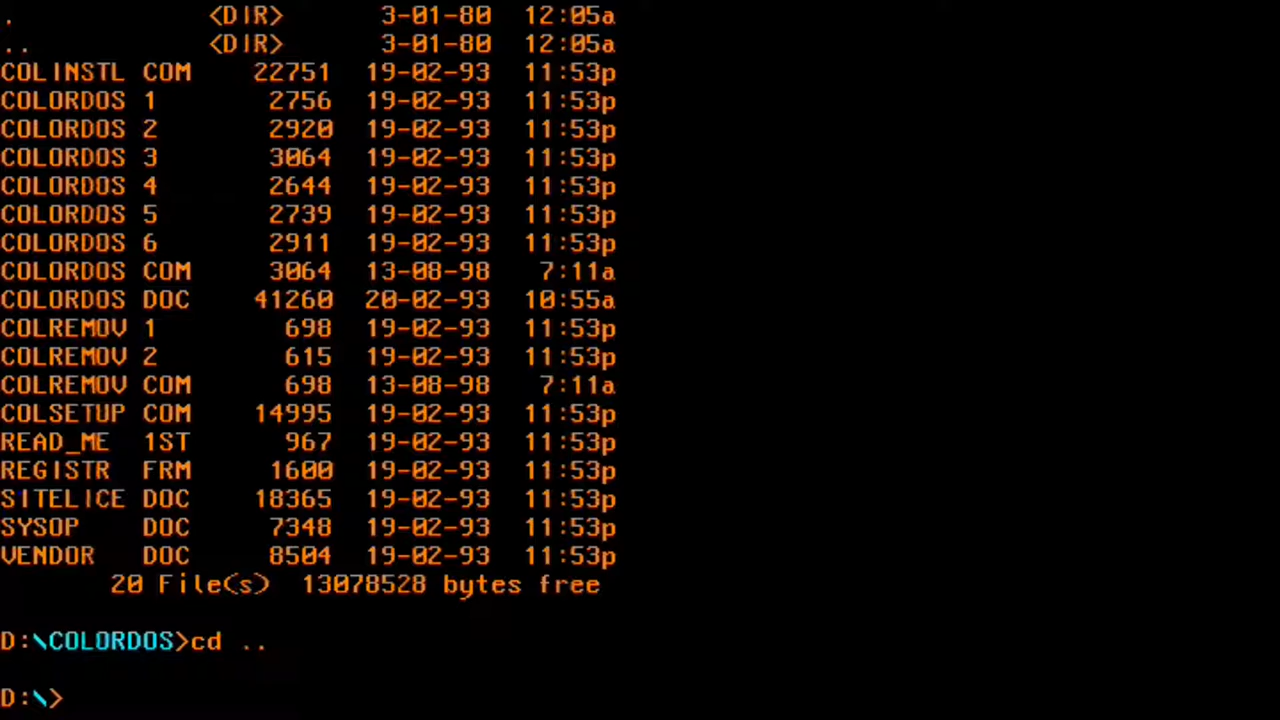 .            <DIR>      3-01-80  12:05a
..           <DIR>      3-01-80  12:05a
COLINSTL COM    22751  19-02-93  11:53p
COLORDOS 1       2756  19-02-93  11:53p
COLORDOS 2       2920  19-02-93  11:53p
COLORDOS 3       3064  19-02-93  11:53p
COLORDOS 4       2644  19-02-93  11:53p
COLORDOS 5       2739  19-02-93  11:53p
COLORDOS 6       2911  19-02-93  11:53p
COLORDOS COM     3064  13-08-98   7:11a
COLORDOS DOC    41260  20-02-93  10:55a
COLREMOV 1        698  19-02-93  11:53p
COLREMOV 2        615  19-02-93  11:53p
COLREMOV COM      698  13-08-98   7:11a
COLSETUP COM    14995  19-02-93  11:53p
READ_ME  1ST      967  19-02-93  11:53p
REGISTR  FRM     1600  19-02-93  11:53p
SITELICE DOC    18365  19-02-93  11:53p
SYSOP    DOC     7348  19-02-93  11:53p
VENDOR   DOC     8504  19-02-93  11:53p
20 File(s)  13078528 bytes free
D:\COLORDOS>cd ..
D:\>